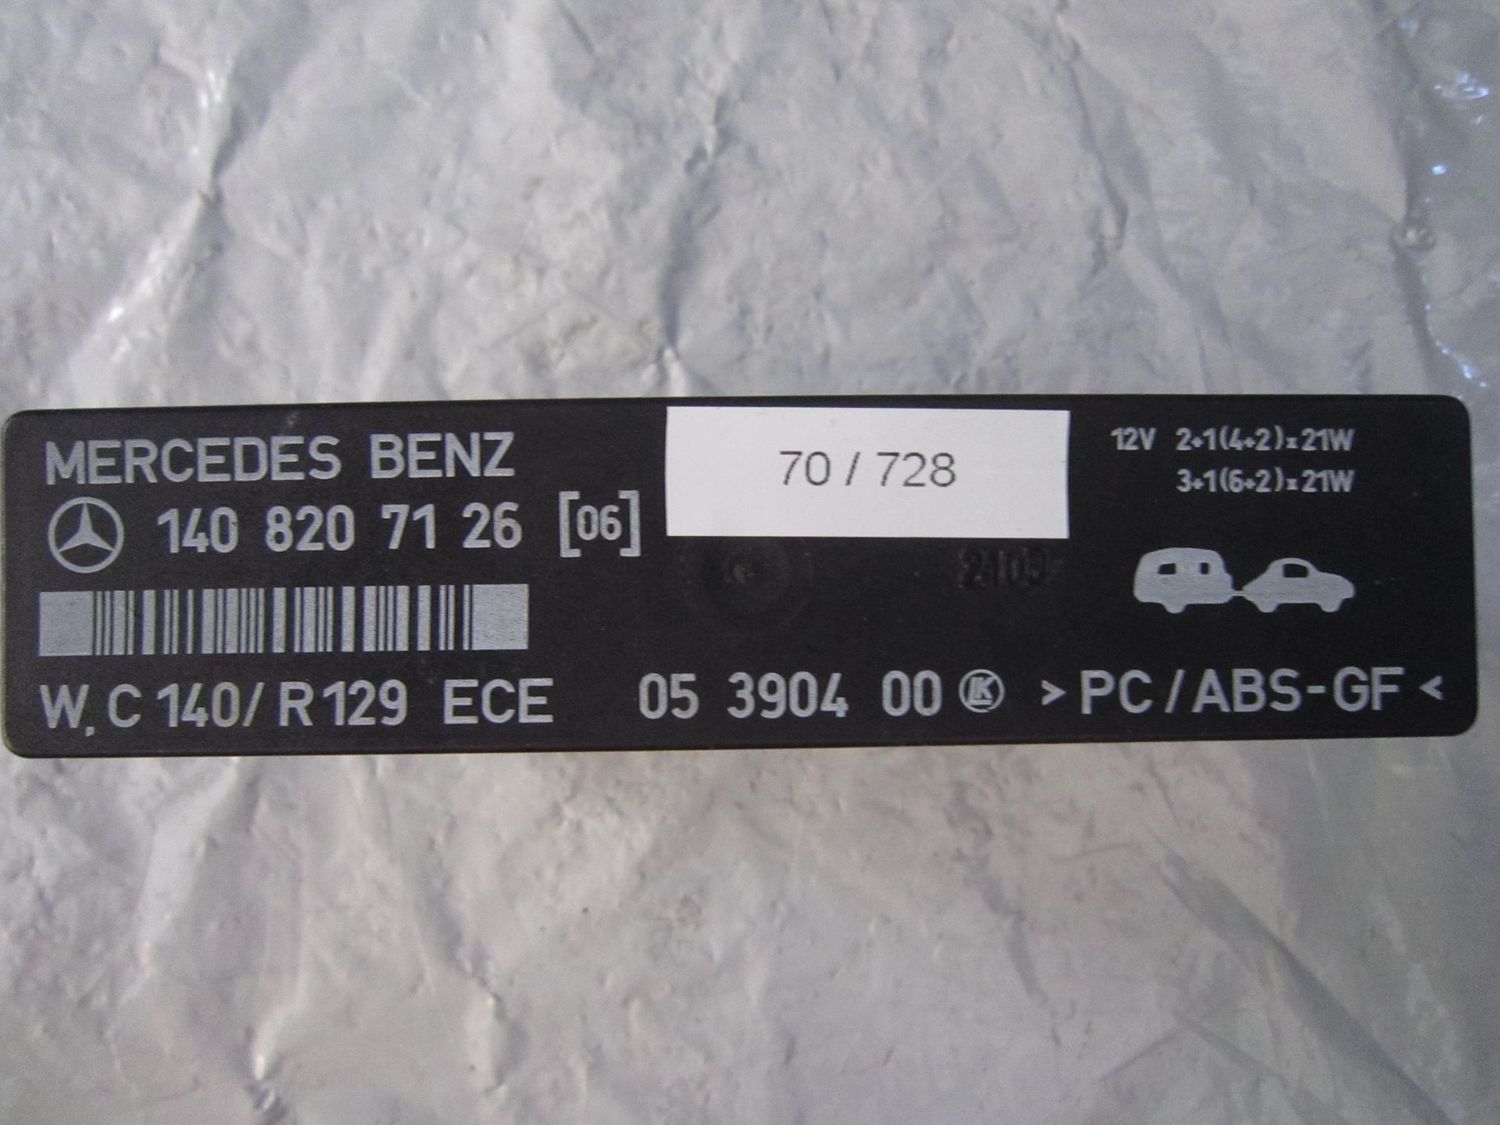 MERCEDES BENZ
140 820 71 26 [06]
70 / 728
12V 2+1(4+2)x21W
3+1(6+2)x21W
W, C 140/ R 129 ECE
05 3904 00 LK
>PC/ABS-GF<